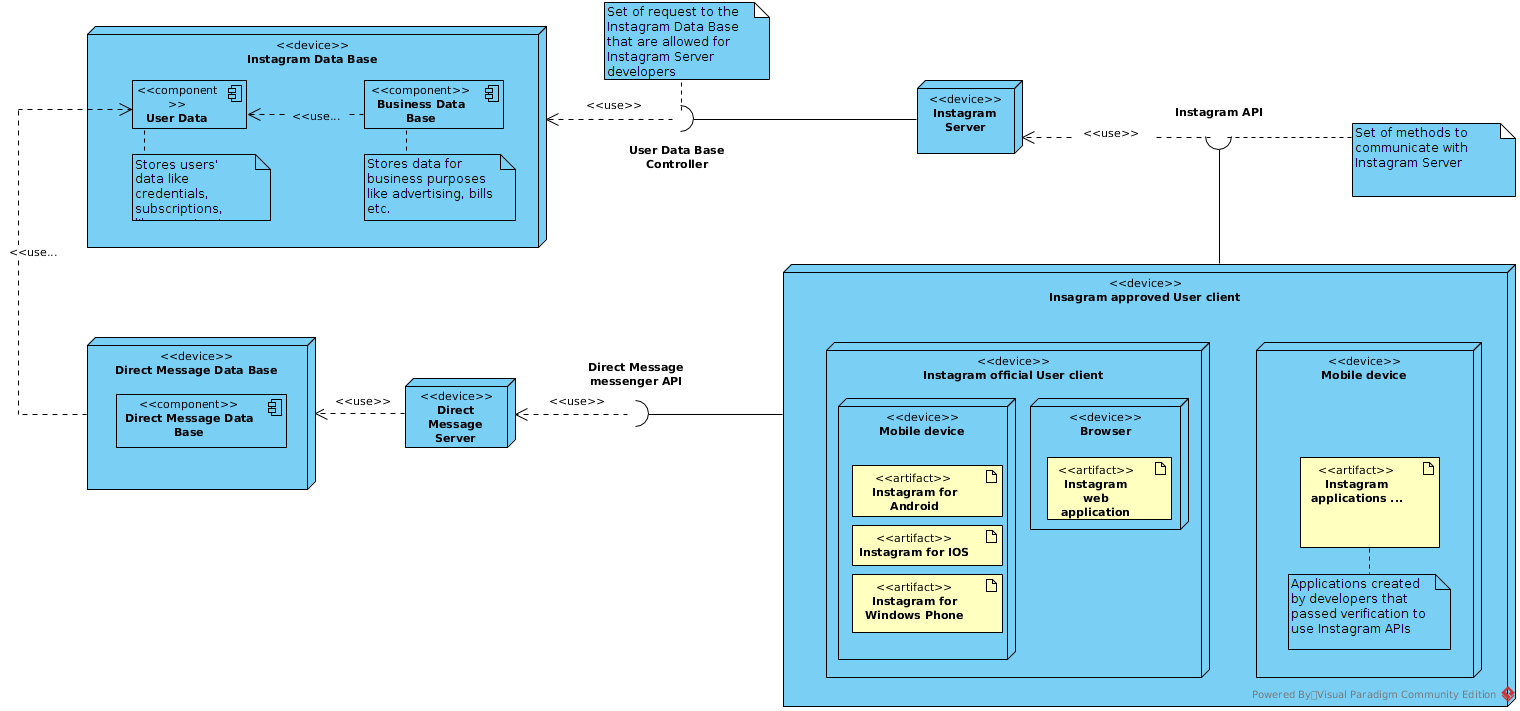 <<device>>
Instagram Data Base
<<component
>>
User Data
<<use...
<<component>>
Business Data
Base
Stores users'
data like
credentials,
subscriptions,
Stores data for
business purposes
like advertising, bills
etc.
Set of request to the
Instagram Data Base
that are allowed for
Instagram Server
developers
<<use>>
User Data Base
Controller
<<device>>
Instagram
Server
<<use>>
Instagram API
Set of methods to
communicate with
Instagram Server
<<use...
<<device>>
Direct Message Data Base
<<component>>
Direct Message Data
Base
<<use>>
<<device>>
Direct
Message
Server
Direct Message
messenger API
<<use>>
<<device>>
Insagram approved User client
<<device>>
Instagram official User client
<<device>>
Mobile device
<<artifact>>
Instagram for
Android
<<artifact>>
Instagram for IOS
<<artifact>>
Instagram for
Windows Phone
<<device>>
Browser
<<artifact>>
Instagram
web
application
<<device>>
Mobile device
<<artifact>>
Instagram
applications ...
Applications created
by developers that
passed verification to
use Instagram APIs
Powered By Visual Paradigm Community Edition